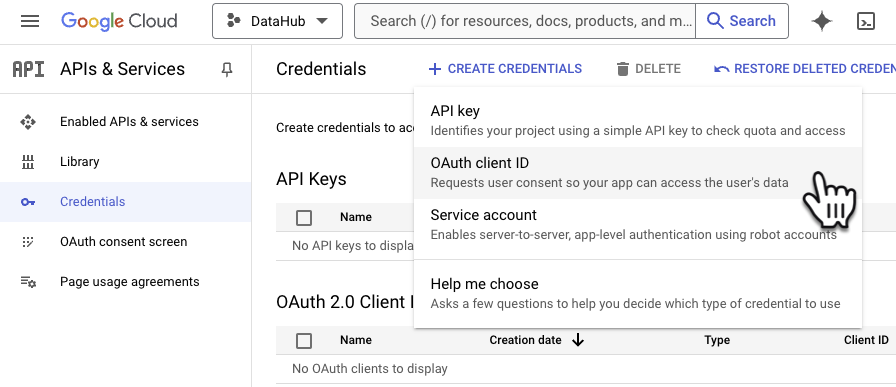 Google Cloud
DataHub
Search (/) for resources, docs, products, and m...
Search
API
APIs & Services
Credentials
CREATE CREDENTIALS
DELETE
RESTORE DELETED CREDEN
Enabled APIs & services
Library
Credentials
OAuth consent screen
Page usage agreements
Create credentials to acc
API key
Identifies your project using a simple API key to check quota and access
OAuth client ID
Requests user consent so your app can access the user's data
Service account
Enables server-to-server, app-level authentication using robot accounts
Help me choose
Asks a few questions to help you decide which type of credential to use
API Keys
Name
No API keys to displa
OAuth 2.0 Client I
Name
Creation date
Type
Client ID
No OAuth clients to display